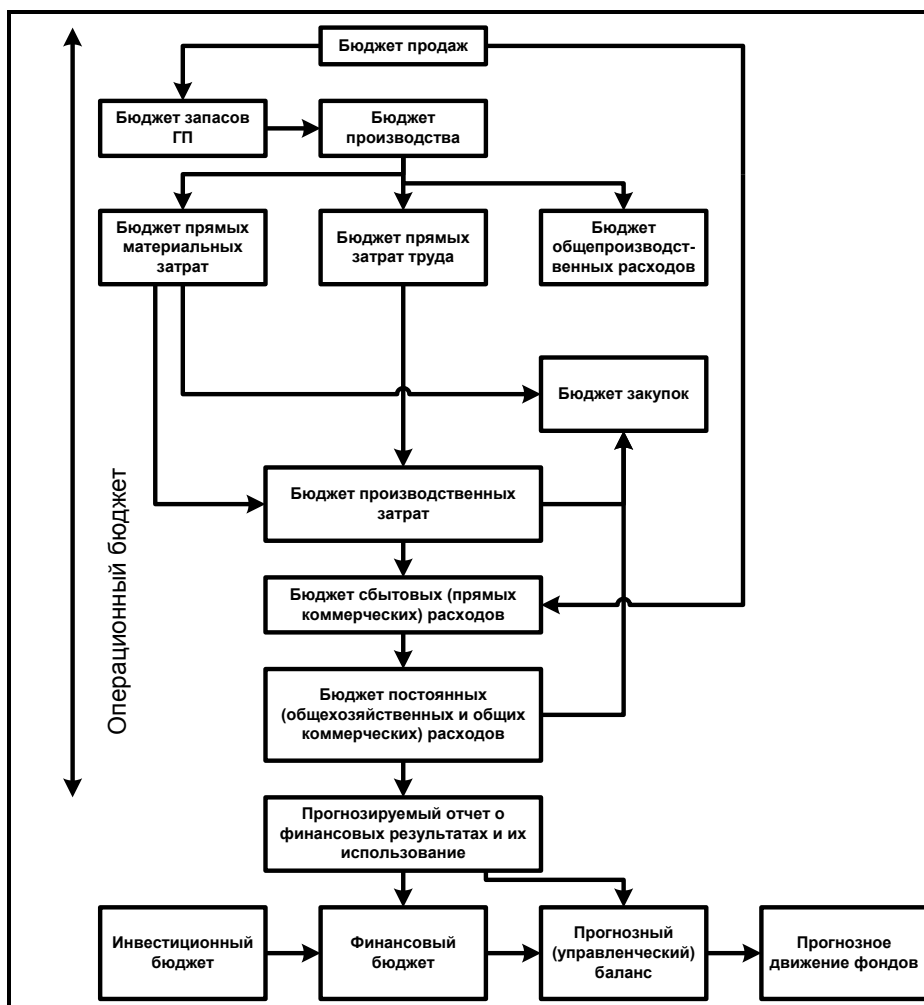 Бюджет продаж
Бюджет запасов
ГП
Бюджет
производства
Бюджет прямых
материальных
затрат
Бюджет прямых
затрат труда
Бюджет
общепроизводст-
венных расходов
Бюджет закупок
Операционный бюджет
Бюджет производственных
затрат
Бюджет сбытовых (прямых
коммерческих) расходов
Бюджет постоянных
(общехозяйственных и общих
коммерческих) расходов
Прогнозируемый отчет о
финансовых результатах и их
использование
Инвестиционный
бюджет
Финансовый
бюджет
Прогнозный
(управленческий)
баланс
Прогнозное
движение фондов